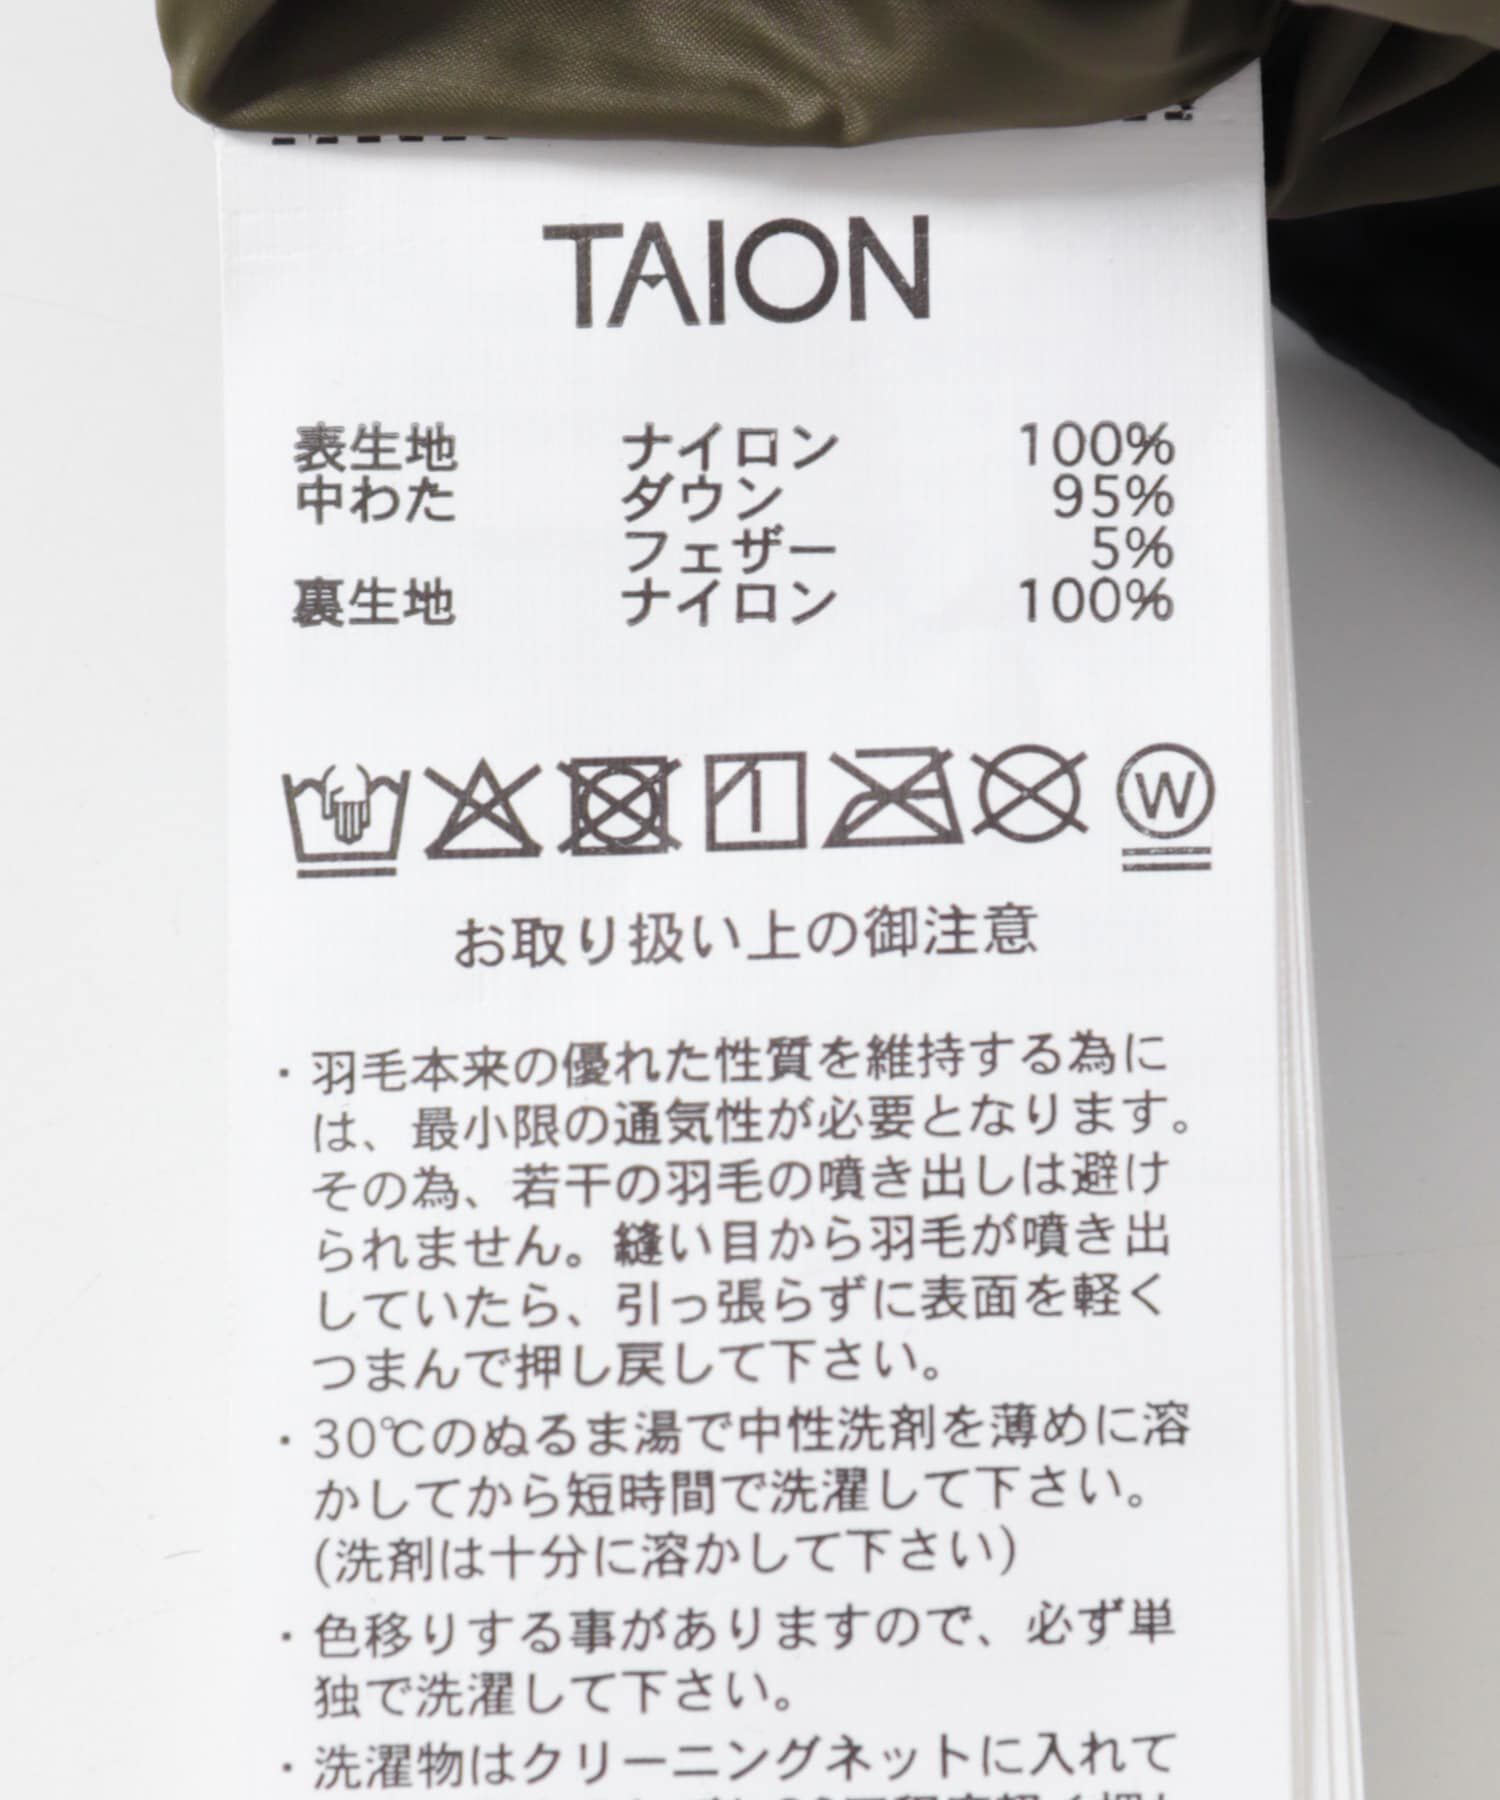 TAION
表生地 ナイロン 100%
中わた ダウン 95%
フェザー 5%
裏生地 ナイロン 100%
W
お取り扱い上の御注意
・羽毛本来の優れた性質を維持する為に
は、最小限の通気性が必要となります。
その為、若干の羽毛の噴き出しは避け
られません。縫い目から羽毛が噴き出
していたら、引っ張らずに表面を軽く
つまんで押し戻して下さい。
・30℃のぬるま湯で中性洗剤を薄めに溶
かしてから短時間で洗濯して下さい。
(洗剤は十分に溶かして下さい)
・色移りする事がありますので、必ず単
独で洗濯して下さい。
・洗濯物はクリーニングネットに入れて